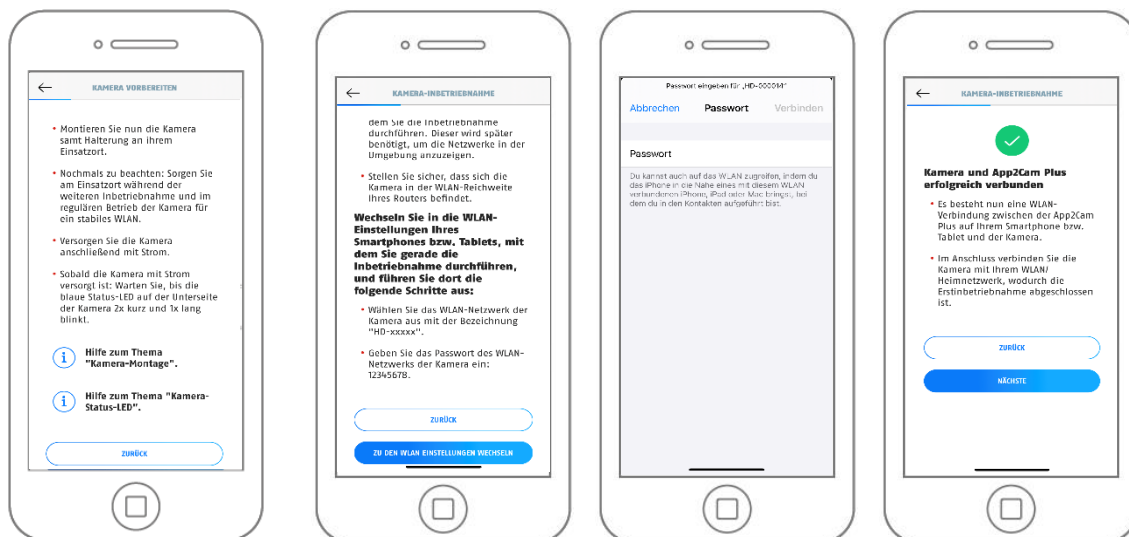 KAMERA VORBEREITEN
• Montieren Sie nun die Kamera
samt Halterung an ihrem
Einsatzort.
• Nochmals zu beachten: Sorgen Sie
am Einsatzort während der
weiteren Inbetriebnahme und im
regulären Betrieb der Kamera für
ein stabiles WLAN.
• Versorgen Sie die Kamera
anschließend mit Strom.
• Sobald die Kamera mit Strom
versorgt ist: Warten Sie, bis die
blaue Status-LED auf der Unterseite
der Kamera 2x kurz und 1x lang
blinkt.
Hilfe zum Thema
"Kamera-Montage".
Hilfe zum Thema "Kamera-
Status-LED".
ZURÜCK
KAMERA-INBETRIEBNAHME
dem Sie die Inbetriebnahme
durchführen. Dieser wird später
benötigt, um die Netzwerke in der
Umgebung anzuzeigen.
• Stellen Sie sicher, dass sich die
Kamera in der WLAN-Reichweite
Ihres Routers befindet.
Wechseln Sie in die WLAN-
Einstellungen Ihres
Smartphones bzw. Tablets, mit
dem Sie gerade die
Inbetriebnahme durchführen,
und führen Sie dort die
folgende Schritte aus:
• Wählen Sie das WLAN-Netzwerk der
Kamera aus mit der Bezeichnung
"HD-xxxxx".
• Geben Sie das Passwort des WLAN-
Netzwerks der Kamera ein:
12345678.
ZURÜCK
ZU DEN WLAN EINSTELLUNGEN WECHSELN
Passwort eingeben für „HD-000014“
Abbrechen Passwort Verbinden
Passwort
Du kannst auch auf das WLAN zugreifen, indem du
das iPhone in die Nähe eines mit diesem WLAN
verbundenen iPhone, iPad oder Mac bringst, bei
dem du in den Kontakten aufgeführt bist.
KAMERA-INBETRIEBNAHME
Kamera und App2Cam Plus
erfolgreich verbunden
• Es besteht nun eine WLAN-
Verbindung zwischen der App2Cam
Plus auf Ihrem Smartphone bzw.
Tablet und der Kamera.
• Im Anschluss verbinden Sie die
Kamera mit Ihrem WLAN/
Heimnetzwerk, wodurch die
Erstinbetriebnahme abgeschlossen
ist.
ZURÜCK
NÄCHSTE